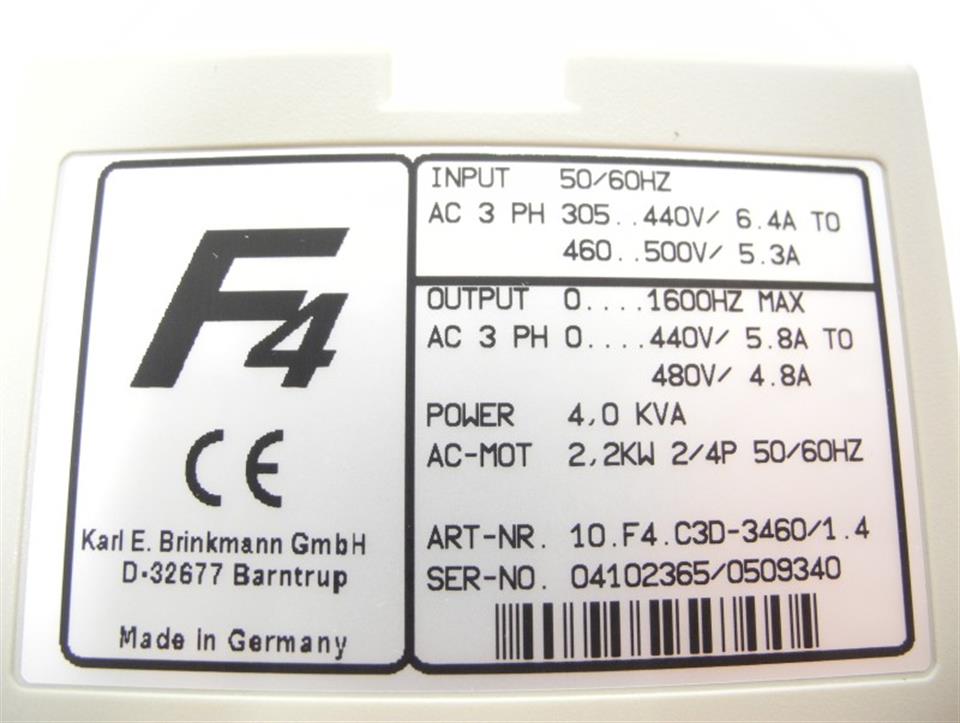 F4
CE
Karl E. Brinkmann GmbH
D-32677 Barntrup
Made in Germany
INPUT 50/60HZ
AC 3 PH 305..440V/ 6.4A TO
460..500V/ 5.3A
OUTPUT 0....1600HZ MAX
AC 3 PH 0....440V/ 5.8A TO
480V/ 4.8A
POWER 4,0 KVA
AC-MOT 2,2KW 2/4P 50/60HZ
ART-NR. 10.F4.C3D-3460/1.4
SER-NO. 04102365/0509340